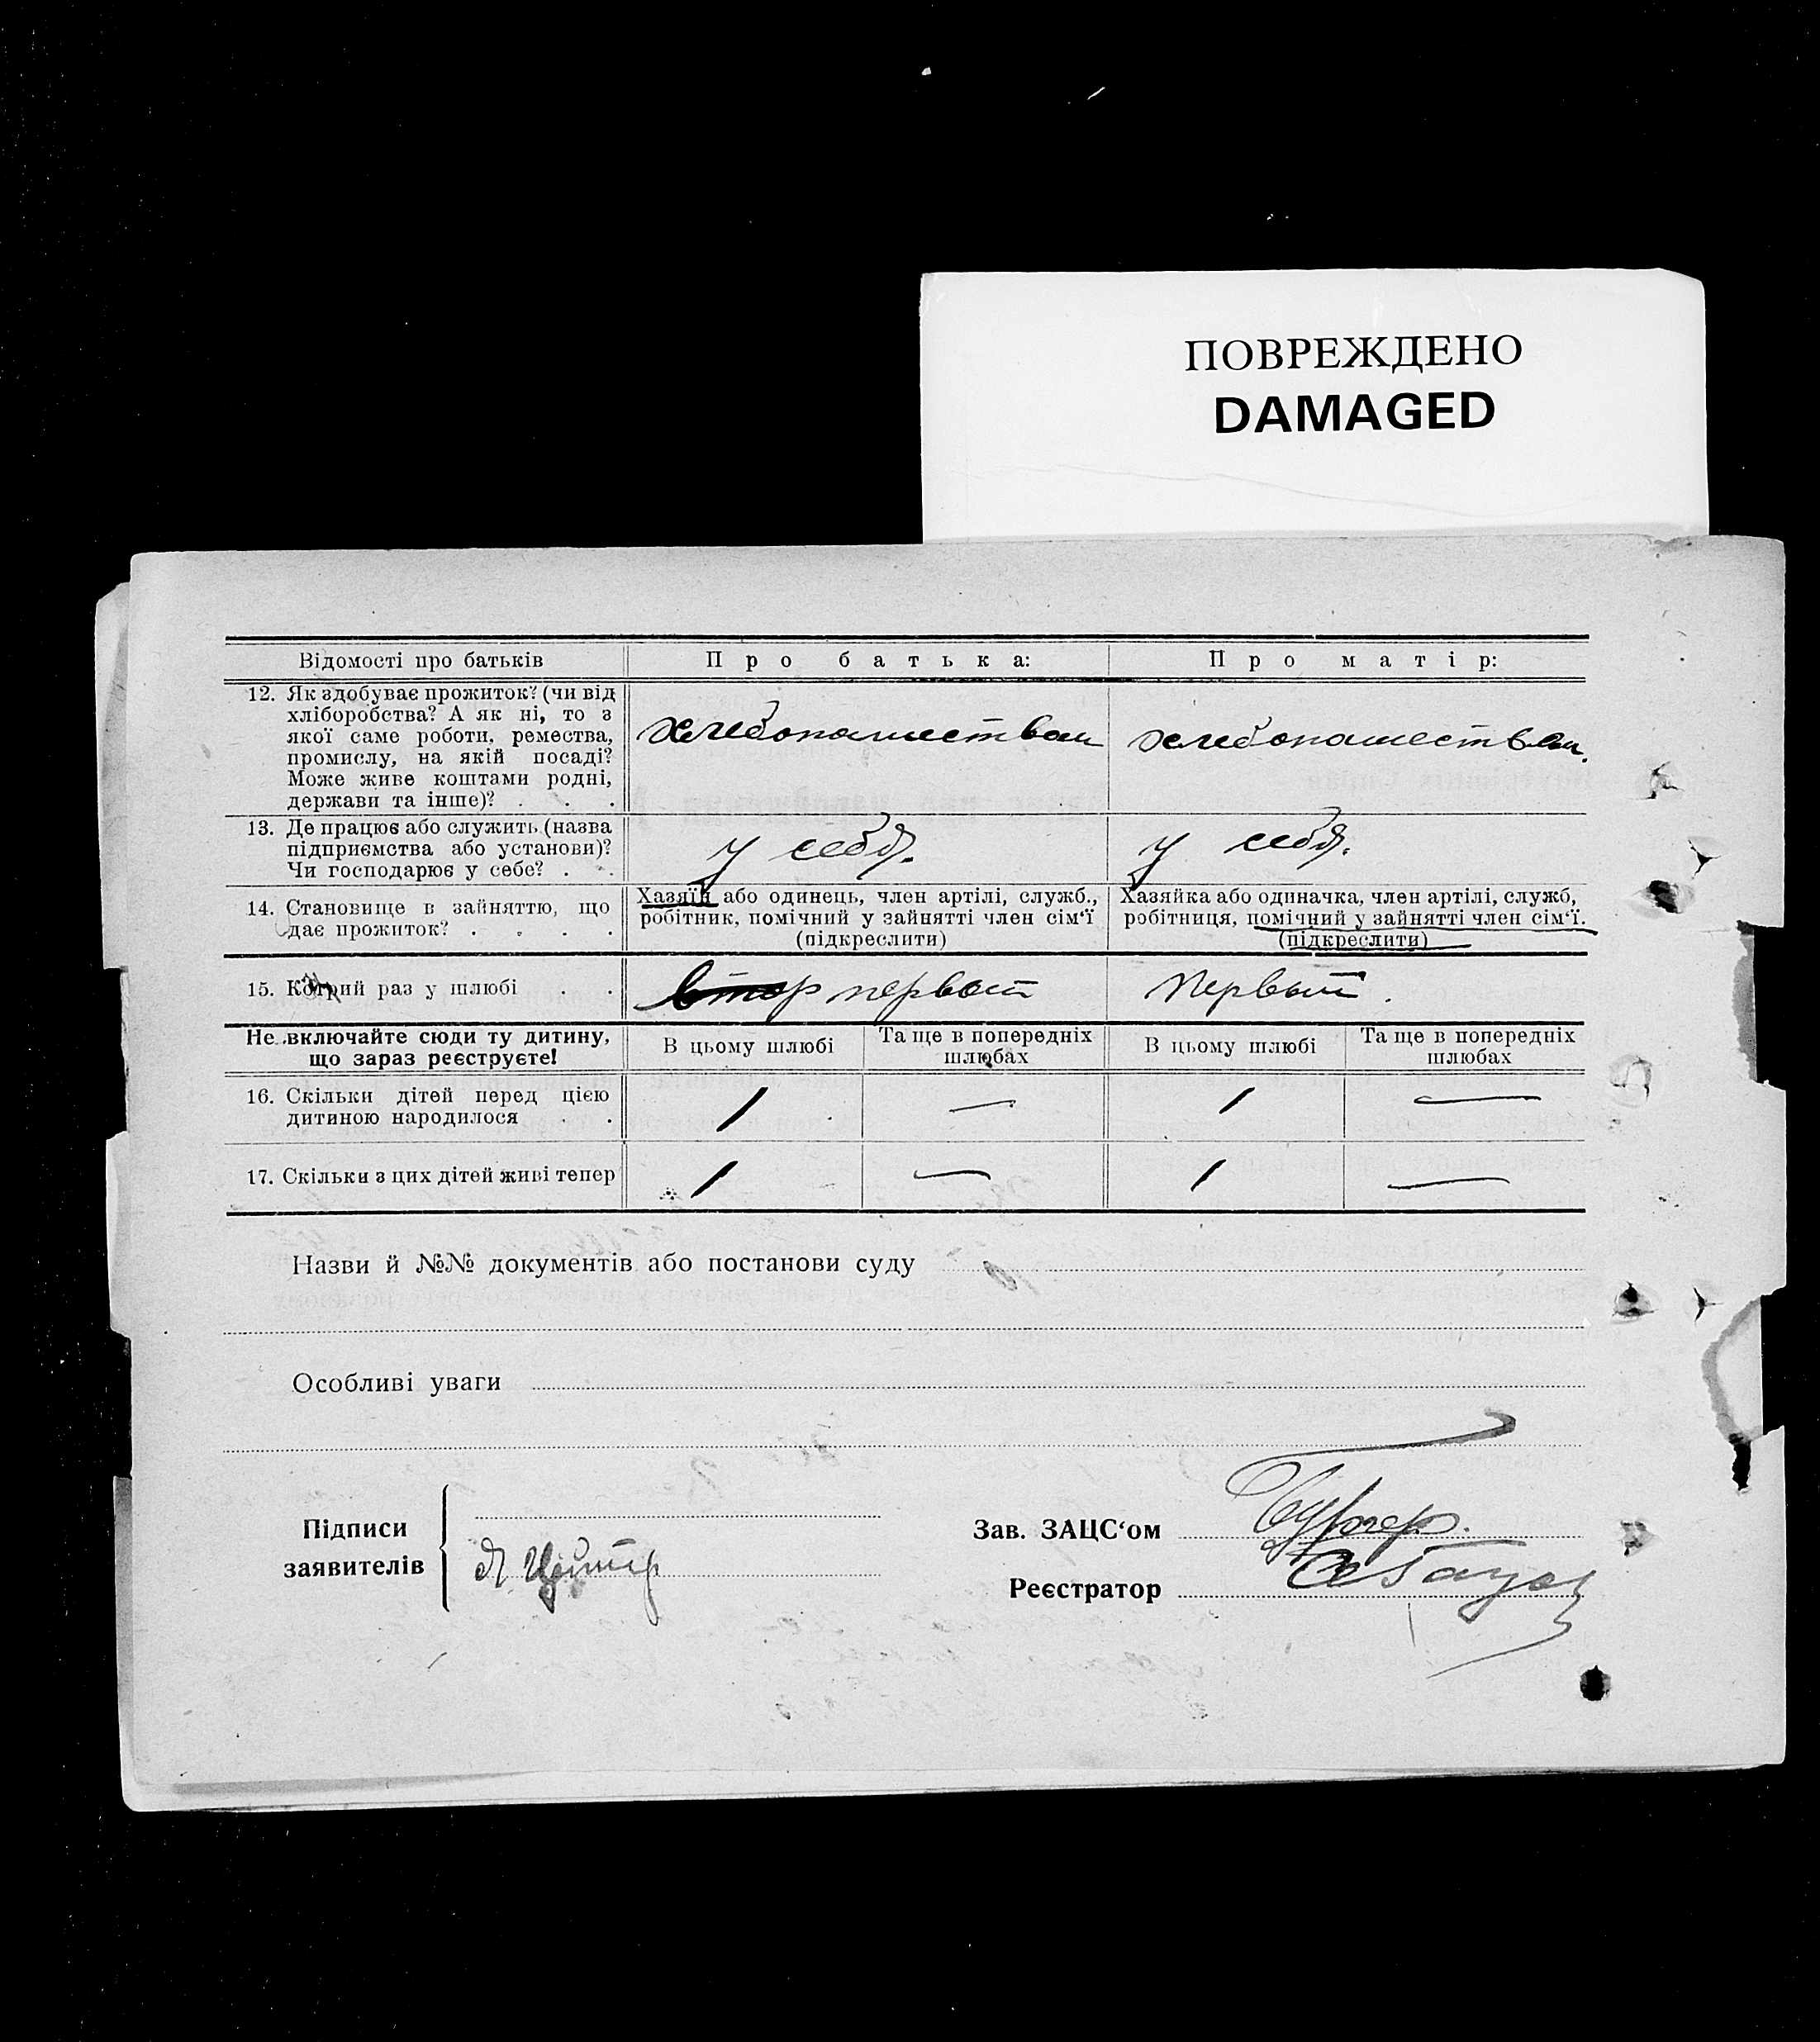 ПОВРЕЖДЕНО
DAMAGED
Відомості про батьків
Про батька:
Про матір:
12. Як здобуває прожиток? (чи від
хліборобства? А як ні, то з
якої саме роботи, ремества,
промислу, на якій посаді?
Може живе коштами родні,
держави та інше)? . . .
хлебопашеством
хлебопашеством.
13. Де працює або служить (назва
підприємства або установи)?
Чи господарює у себе? . .
у себя.
у себя.
14. Становище в зайняттю, що
дає прожиток? . . . .
Хазяїн або одинець, член артілі, служб.,
робітник, помічний у зайнятті член сім‘ї
(підкреслити)
Хазяйка або одиначка, член артілі, служб,
робітниця, помічний у зайнятті член сім‘ї.
(підкреслити)
15. Котрий раз у шлюбі . .
втор первый
Первый.
Не включайте сюди ту дитину,
що зараз реєструєте!
В цьому шлюбі
Та ще в попередніх
шлюбах
В цьому шлюбі
Та ще в попередніх
шлюбах
16. Скільки дітей перед цією
дитиною народилося . .
1 — 1 —
17. Скільки з цих дітей живі тепер
1 — 1 —
Назви й №№ документів або постанови суду
Особливі уваги
Підписи
заявителів
Зав. ЗАЦС‘ом
Реєстратор